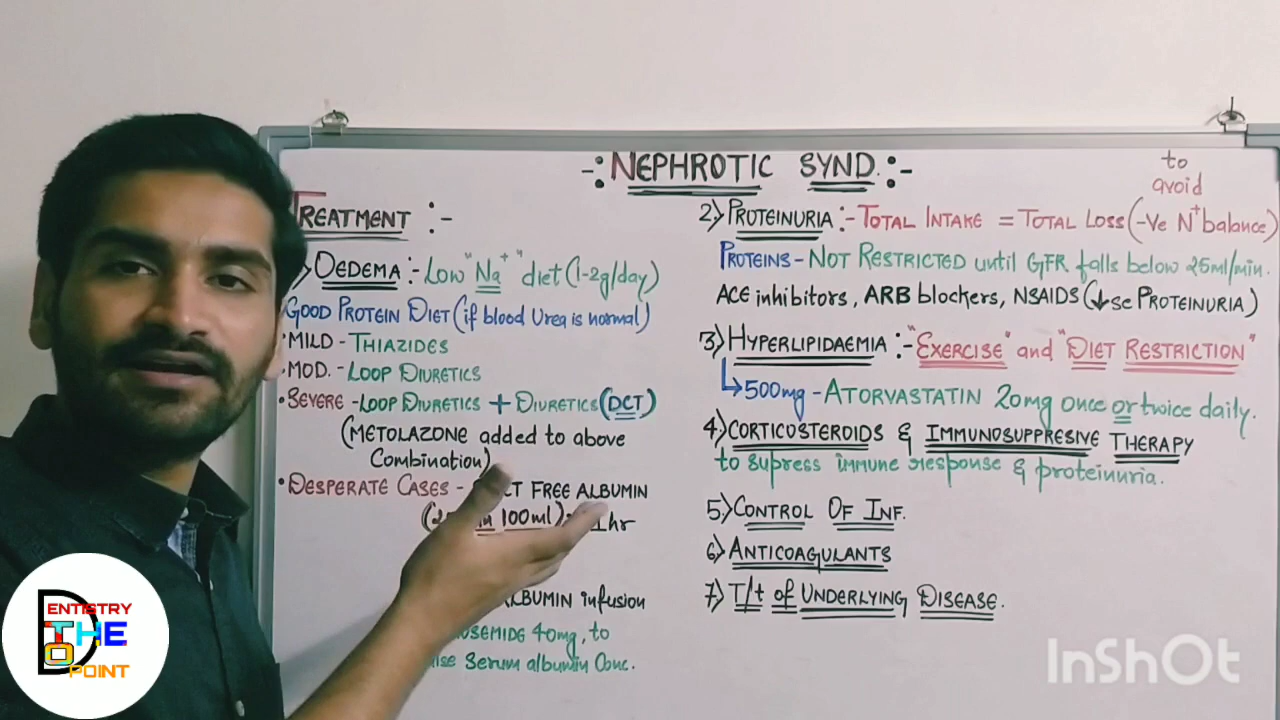 -: NEPHROTIC SYND. :-
TREATMENT :-
OEDEMA :- Low "Na+" diet (1-2g/day)
GOOD PROTEIN DIET (if blood Urea is normal)
• MILD - THIAZIDES
• MOD. - LOOP DIURETICS
• SEVERE - LOOP DIURETICS + DIURETICS (DCT)
(METOLAZONE added to above
Combination)
• DESPERATE CASES - FREE ALBUMIN
in 100ml) 1hr
ALBUMIN infusion
40mg, to
Serum albumin Conc.
to
avoid
2) PROTEINURIA :- TOTAL INTAKE = TOTAL LOSS (-Ve N+ balance)
PROTEINS - NOT RESTRICTED until GFR falls below 25ml/min.
ACE inhibitors, ARB blockers, NSAIDS (↓se PROTEINURIA)
3) HYPERLIPIDAEMIA :- "EXERCISE" and "DIET RESTRICTION"
↳ 500mg - ATORVASTATIN 20mg once or twice daily.
4) CORTICOSTEROIDS & IMMUNOSUPPRESIVE THERAPY
to supress immune response & proteinuria.
5) CONTROL OF INF.
6) ANTICOAGULANTS
7) T/t of UNDERLYING DISEASE.
DENTISTRY
THE
TO
POINT
InShOt